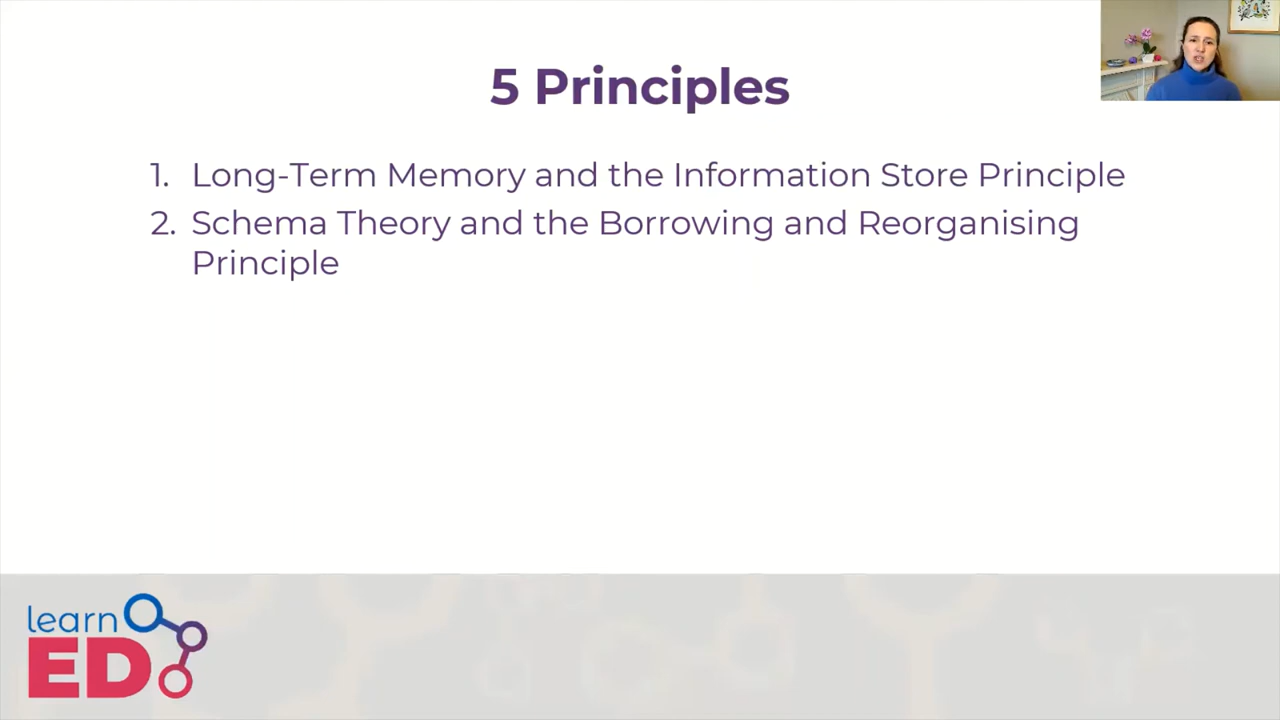 5 Principles
1. Long-Term Memory and the Information Store Principle
2. Schema Theory and the Borrowing and Reorganising
Principle
learn
ED